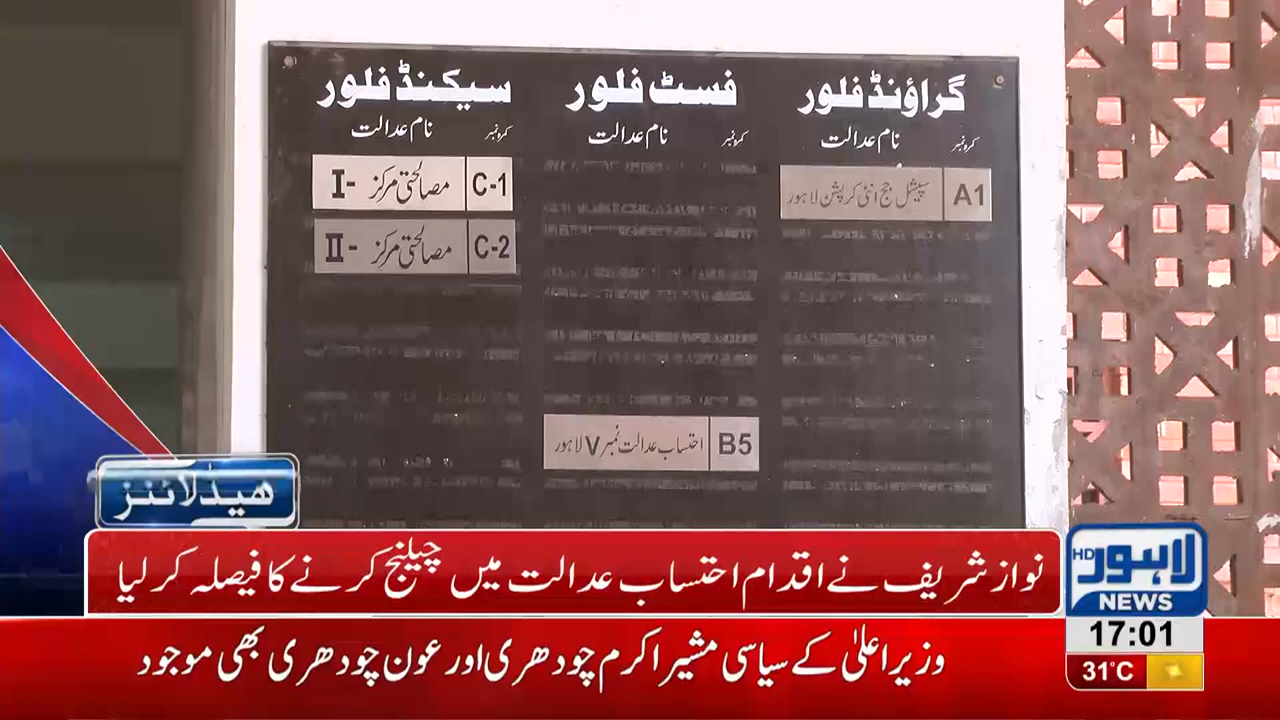 گراؤنڈ فلور
کمرہ نمبر نام عدالت
A1 سپیشل جج انٹی کرپشن لاہور
فسٹ فلور
کمرہ نمبر نام عدالت
B5 احتساب عدالت نمبر V لاہور
سیکنڈ فلور
کمرہ نمبر نام عدالت
C-1 مصالحتی مرکز -I
C-2 مصالحتی مرکز -II
ھیڈلائنز
نواز شریف نے اقدام احتساب عدالت میں چیلنج کرنے کا فیصلہ کر لیا
وزیراعلیٰ کے سیاسی مشیر اکرم چودھری اور عون چودھری بھی موجود
لاہور HD
NEWS
17:01
31°C